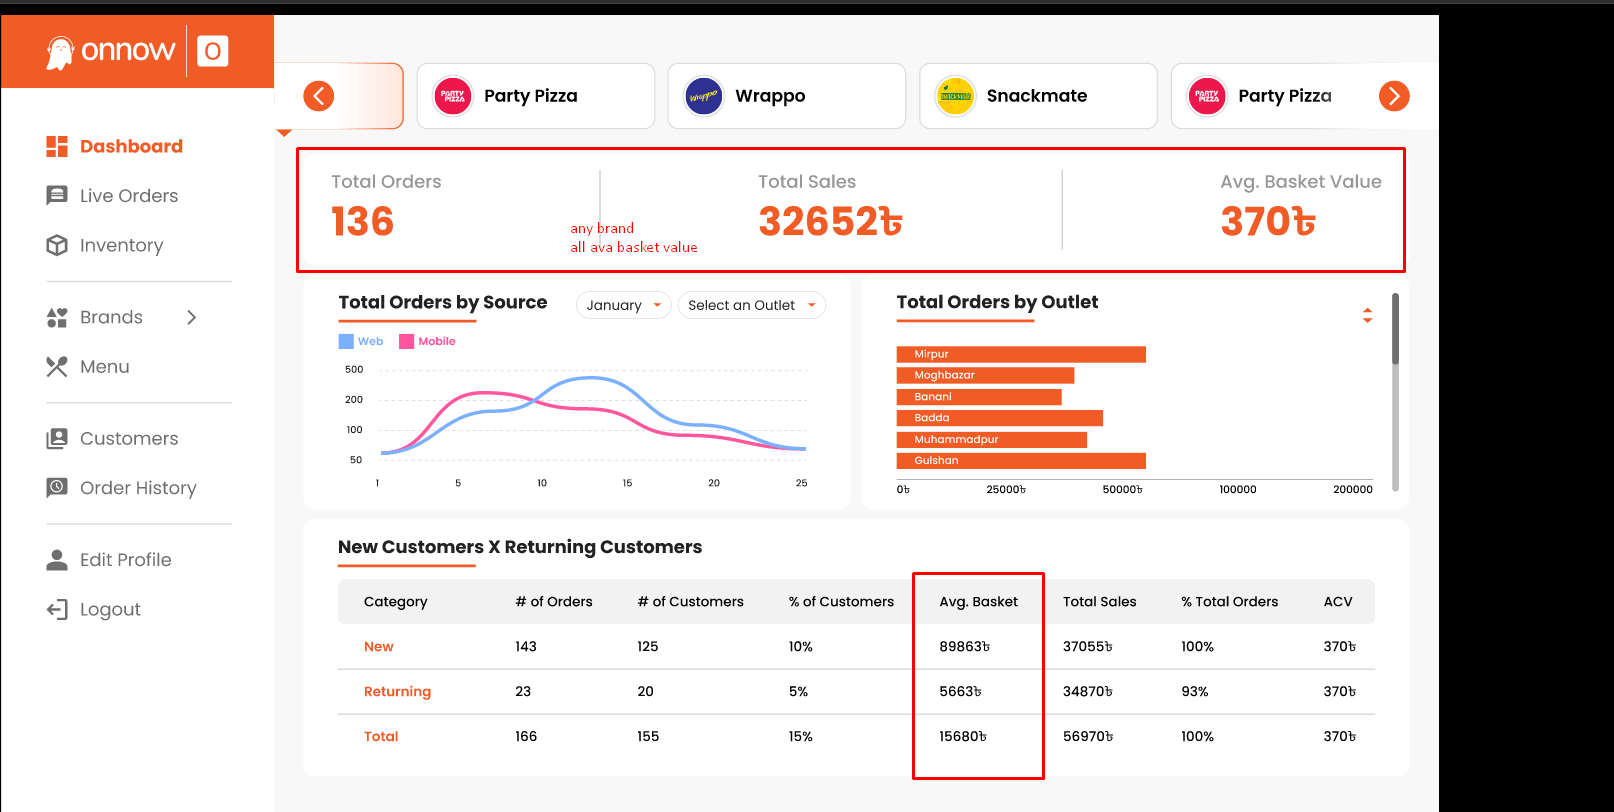 onnow O
Party Pizza
Wrappo
Snackmate
Party Pizza
PARTY PIZZA
Wrappo
PARTY PIZZA
Dashboard
Live Orders
Inventory
Brands
Menu
Customers
Order History
Edit Profile
Logout
Total Orders
136
Total Sales
32652৳
Avg. Basket Value
370৳
any brand
all ava basket value
Total Orders by Source
January
Select an Outlet
Web
Mobile
500
200
100
50
1 5 10 15 20 25
Total Orders by Outlet
Mirpur
Moghbazar
Banani
Badda
Muhammadpur
Gulshan
0৳ 25000৳ 50000৳ 100000 200000
New Customers X Returning Customers
Category # of Orders # of Customers % of Customers Avg. Basket Total Sales % Total Orders ACV
New 143 125 10% 89863৳ 37055৳ 100% 370৳
Returning 23 20 5% 5663৳ 34870৳ 93% 370৳
Total 166 155 15% 15680৳ 56970৳ 100% 370৳